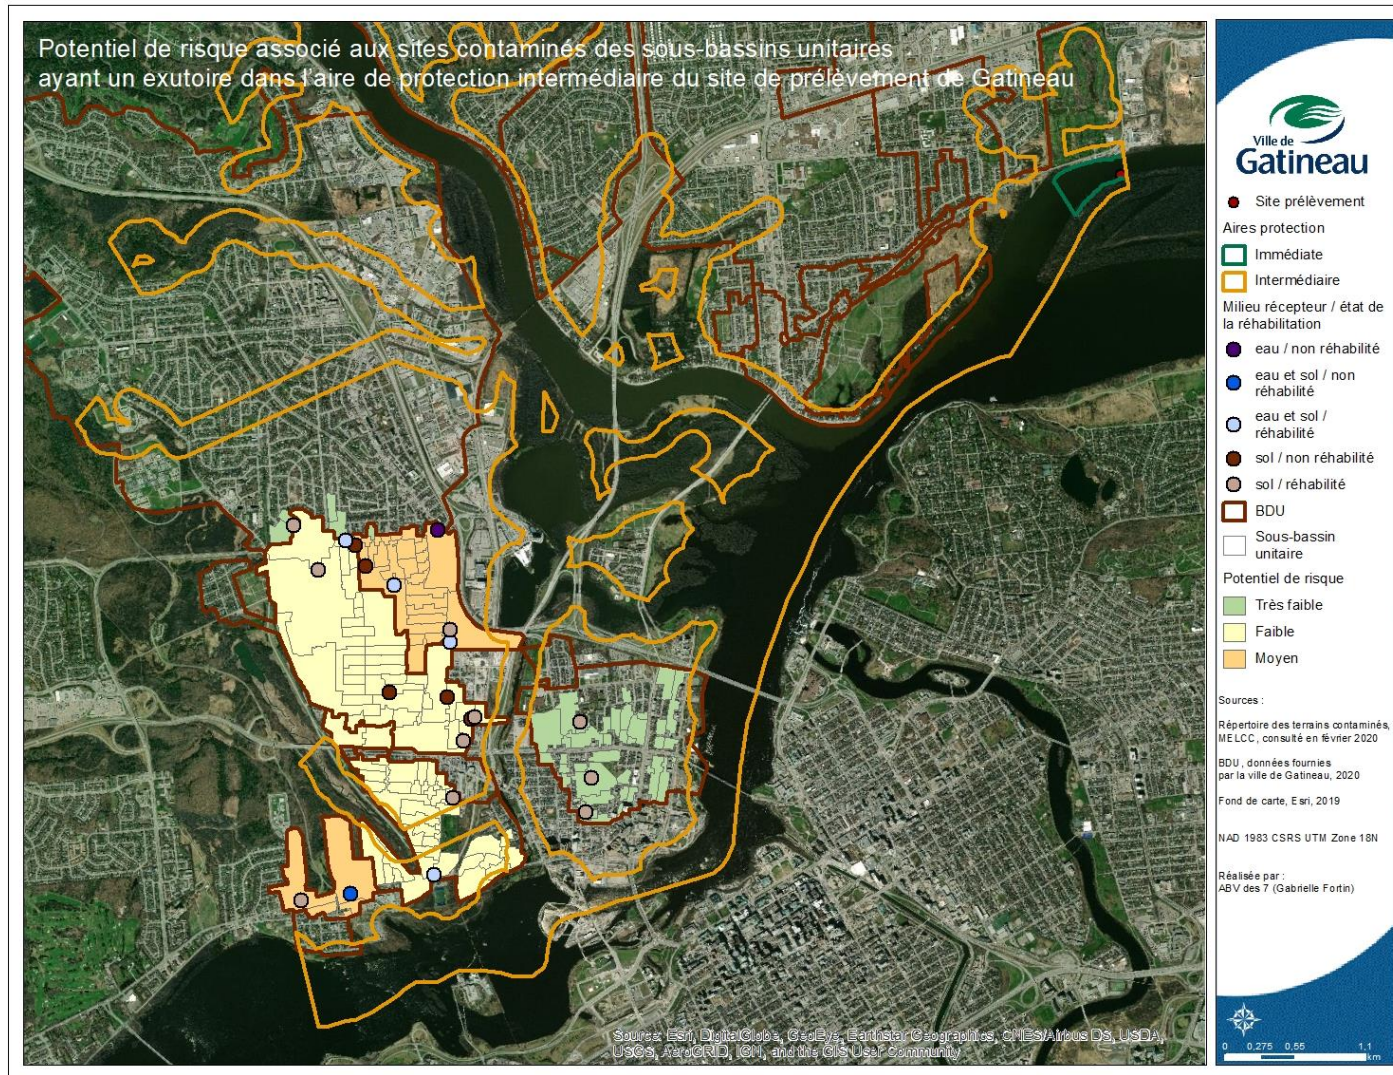 Potentiel de risque associé aux sites contaminés des sous-bassins unitaires
ayant un exutoire dans l'aire de protection intermédiaire du site de prélèvement de Gatineau
Ville de
Gatineau
Site prélèvement
Aires protection
Immédiate
Intermédiaire
Milieu récepteur / état de
la réhabilitation
eau / non réhabilité
eau et sol / non
réhabilité
eau et sol /
réhabilité
sol / non réhabilité
sol / réhabilité
BDU
Sous-bassin
unitaire
Potentiel de risque
Très faible
Faible
Moyen
Sources :
Répertoire des terrains contaminés,
MELCC, consulté en février 2020
BDU, données fournies
par la ville de Gatineau, 2020
Fond de carte, Esri, 2019
NAD 1983 CSRS UTM Zone 18N
Réalisée par :
ABV des 7 (Gabrielle Fortin)
0 0,275 0,55 1,1
km
Source: Esri, DigitalGlobe, GeoEye, Earthstar Geographics, CNES/Airbus DS, USDA,
USGS, AeroGRID, IGN, and the GIS User Community